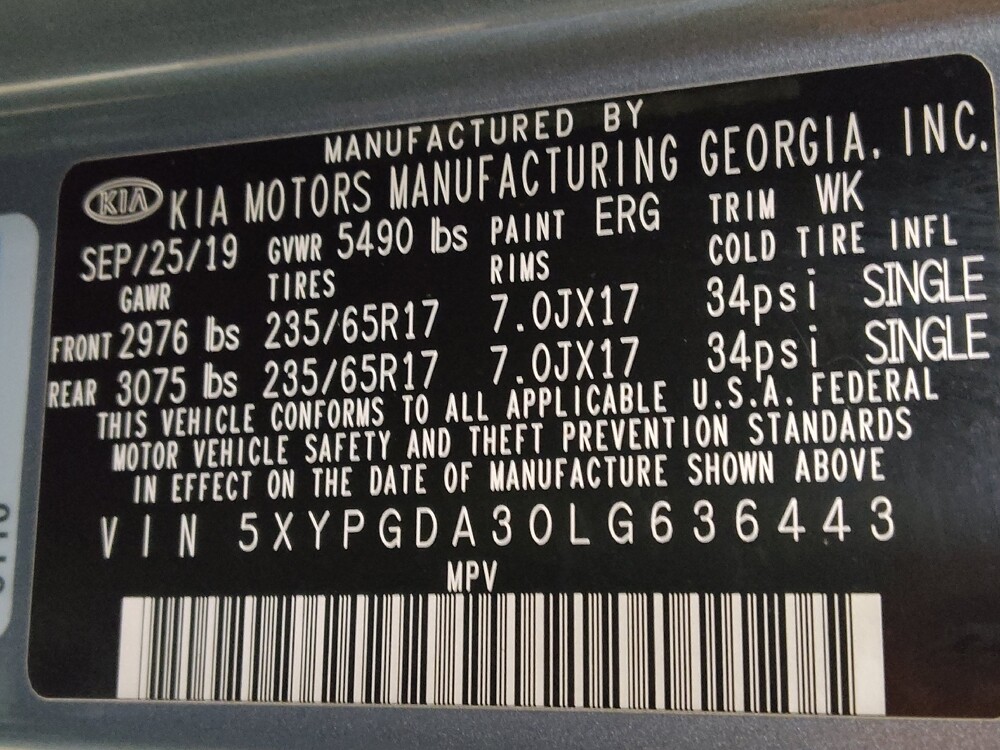 MANUFACTURED BY
KIA KIA MOTORS MANUFACTURING GEORGIA, INC.
SEP/25/19 GVWR 5490 lbs PAINT ERG TRIM WK
GAWR TIRES RIMS COLD TIRE INFL
FRONT 2976 lbs 235/65R17 7.0JX17 34psi SINGLE
REAR 3075 lbs 235/65R17 7.0JX17 34psi SINGLE
THIS VEHICLE CONFORMS TO ALL APPLICABLE U.S.A. FEDERAL
MOTOR VEHICLE SAFETY AND THEFT PREVENTION STANDARDS
IN EFFECT ON THE DATE OF MANUFACTURE SHOWN ABOVE
VIN 5XYPGDA30LG636443
MPV